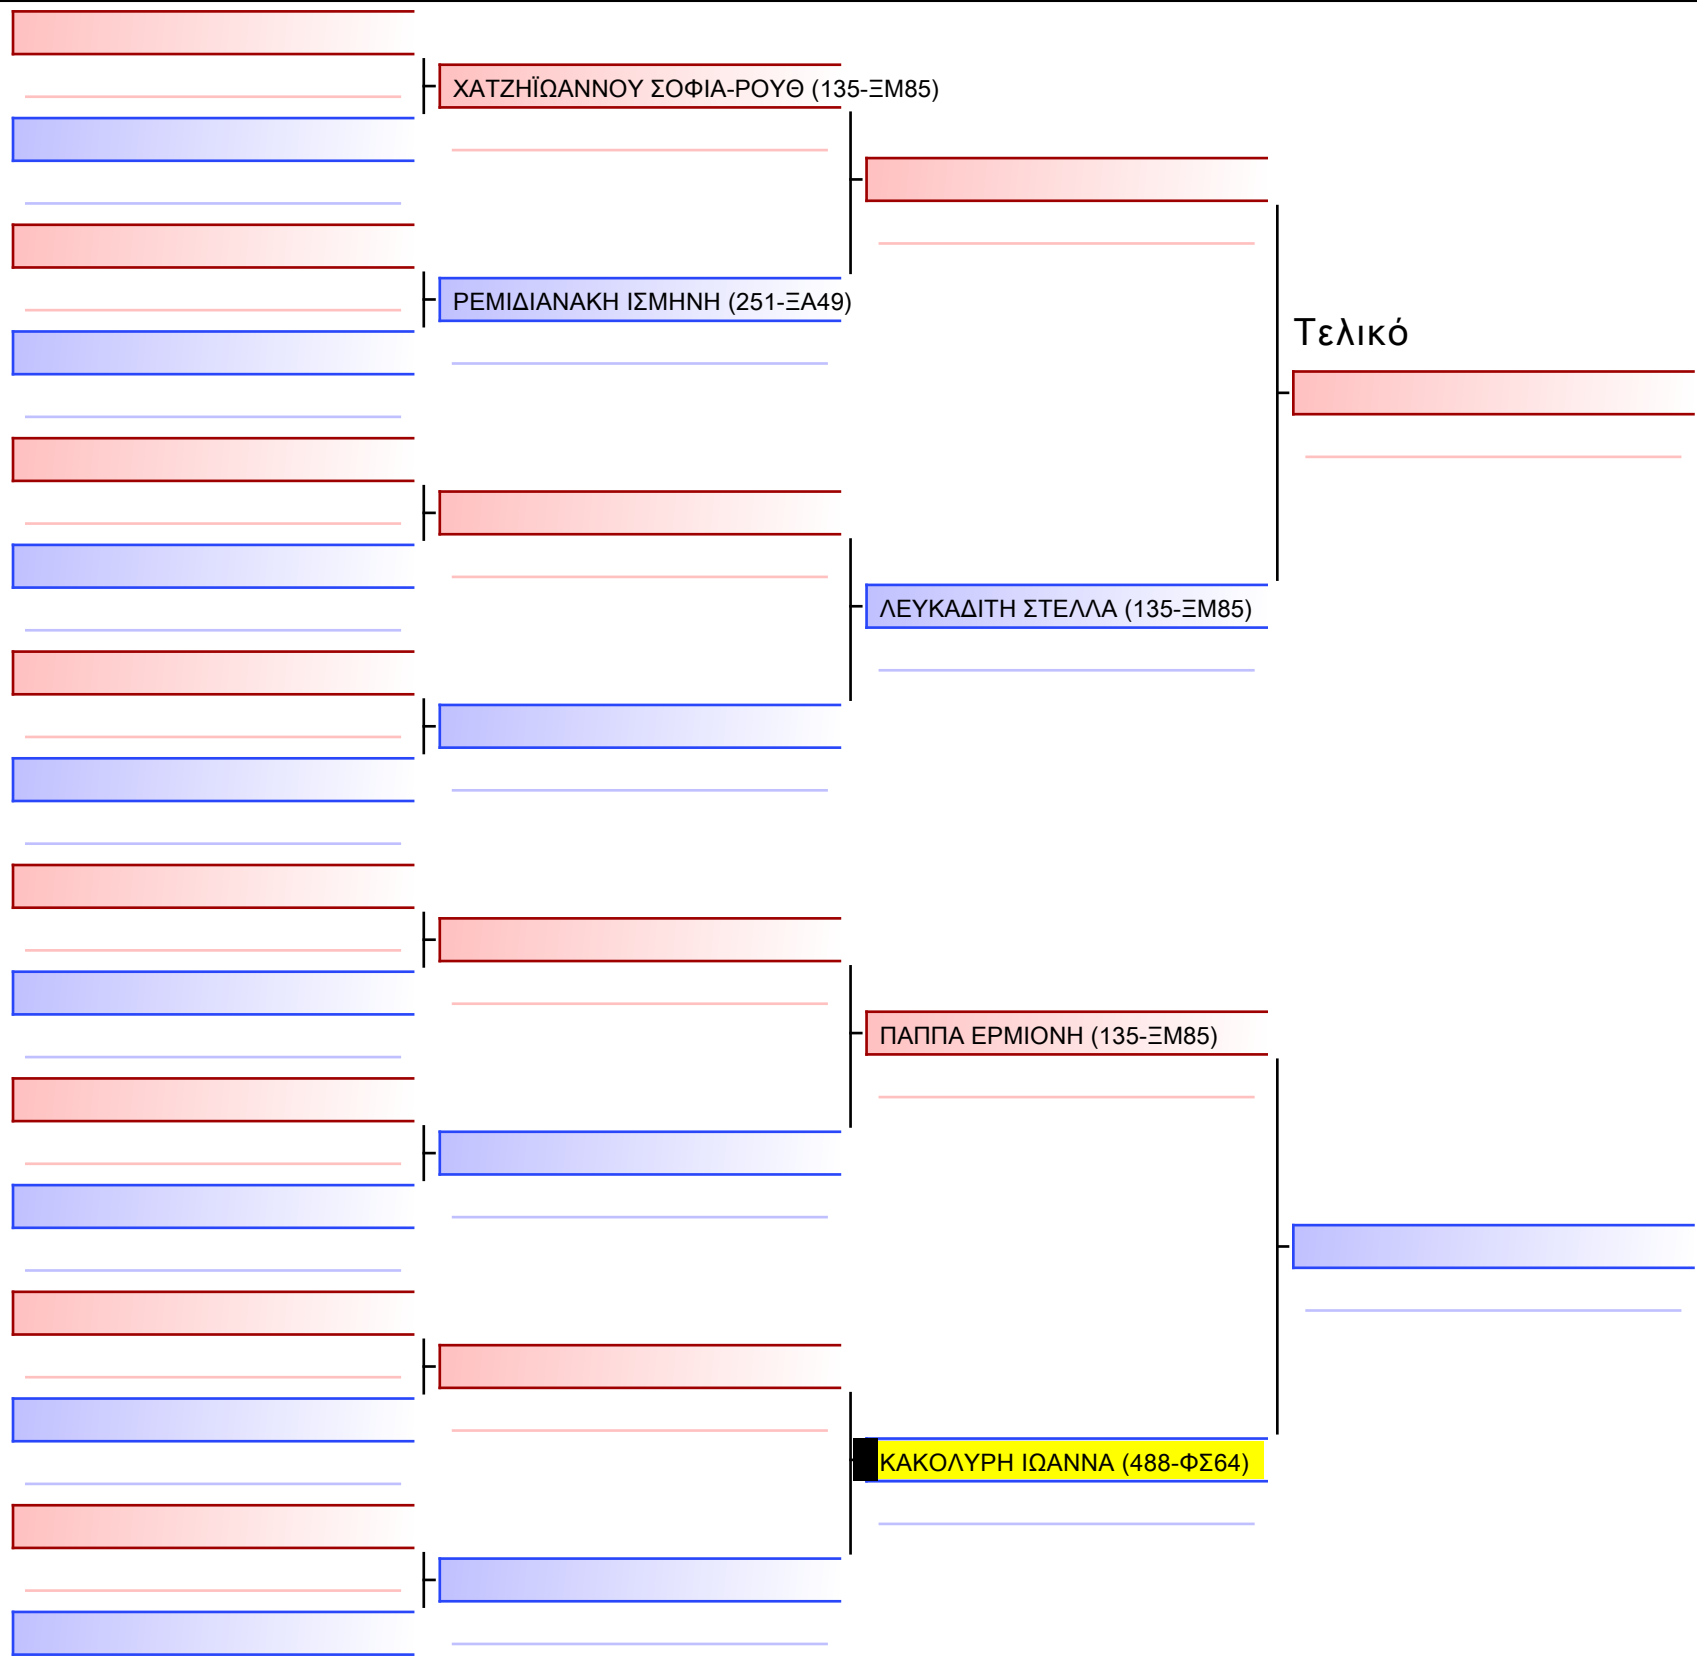 ΧΑΤΖΗΪΩΑΝΝΟΥ ΣΟΦΙΑ-ΡΟΥΘ (135-ΞΜ85)
ΡΕΜΙΔΙΑΝΑΚΗ ΙΣΜΗΝΗ (251-ΞΑ49)
Τελικό
ΛΕΥΚΑΔΙΤΗ ΣΤΕΛΛΑ (135-ΞΜ85)
ΠΑΠΠΑ ΕΡΜΙΟΝΗ (135-ΞΜ85)
ΚΑΚΟΛΥΡΗ ΙΩΑΝΝΑ (488-ΦΣ64)